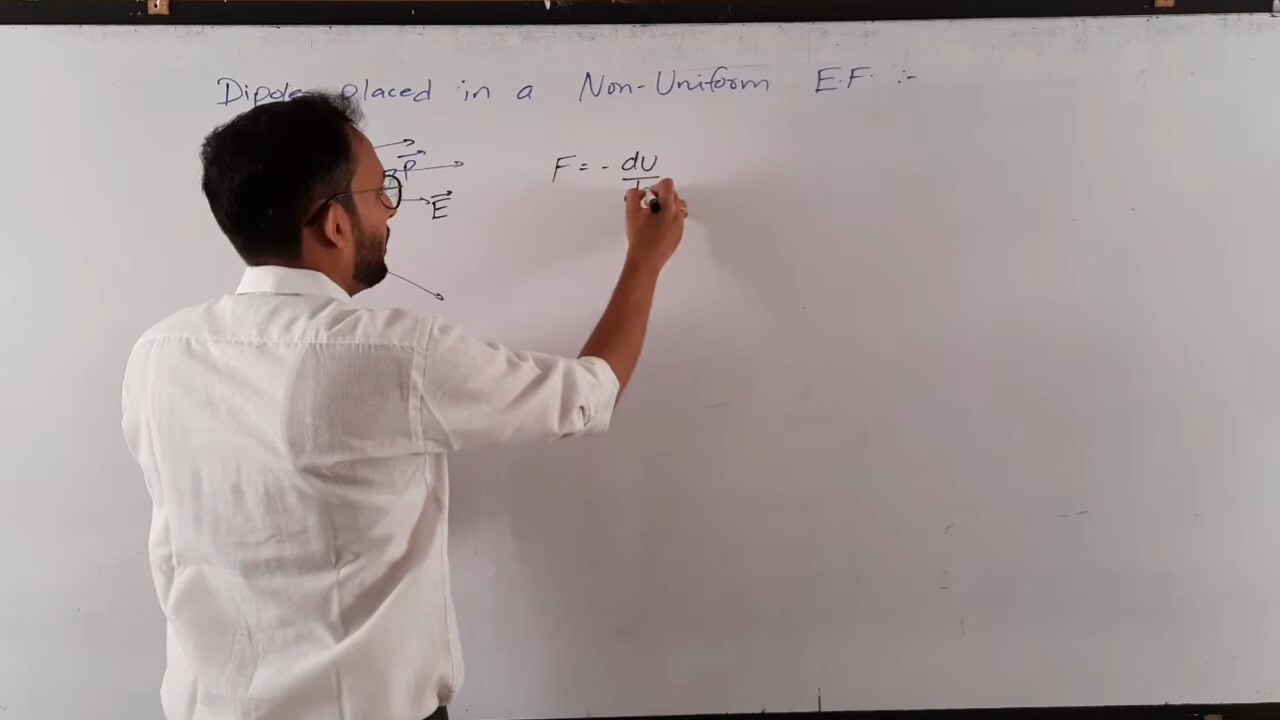 Dipole placed in a Non-Uniform E.F. :-
P
E
F = - dU